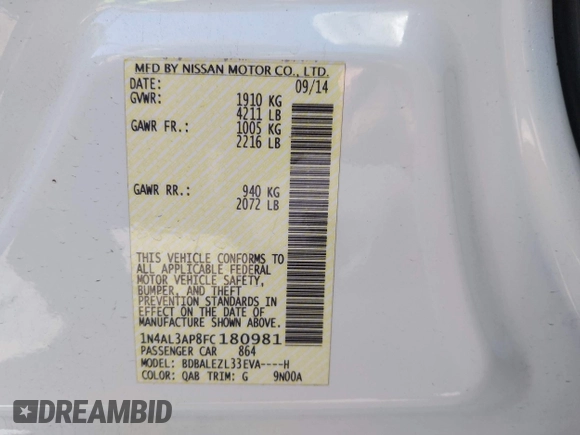 MFD BY NISSAN MOTOR CO., LTD.
DATE: 09/14
GVWR: 1910 KG
4211 LB
GAWR FR.: 1005 KG
2216 LB
GAWR RR.: 940 KG
2072 LB
THIS VEHICLE CONFORMS TO
ALL APPLICABLE FEDERAL
MOTOR VEHICLE SAFETY,
BUMPER, AND THEFT
PREVENTION STANDARDS IN
EFFECT ON THE DATE OF
MANUFACTURE SHOWN ABOVE.
1N4AL3AP8FC180981
PASSENGER CAR 864
MODEL: BDBALEZL33EVA----H
COLOR: QAB TRIM: G 9N00A
DREAMBID